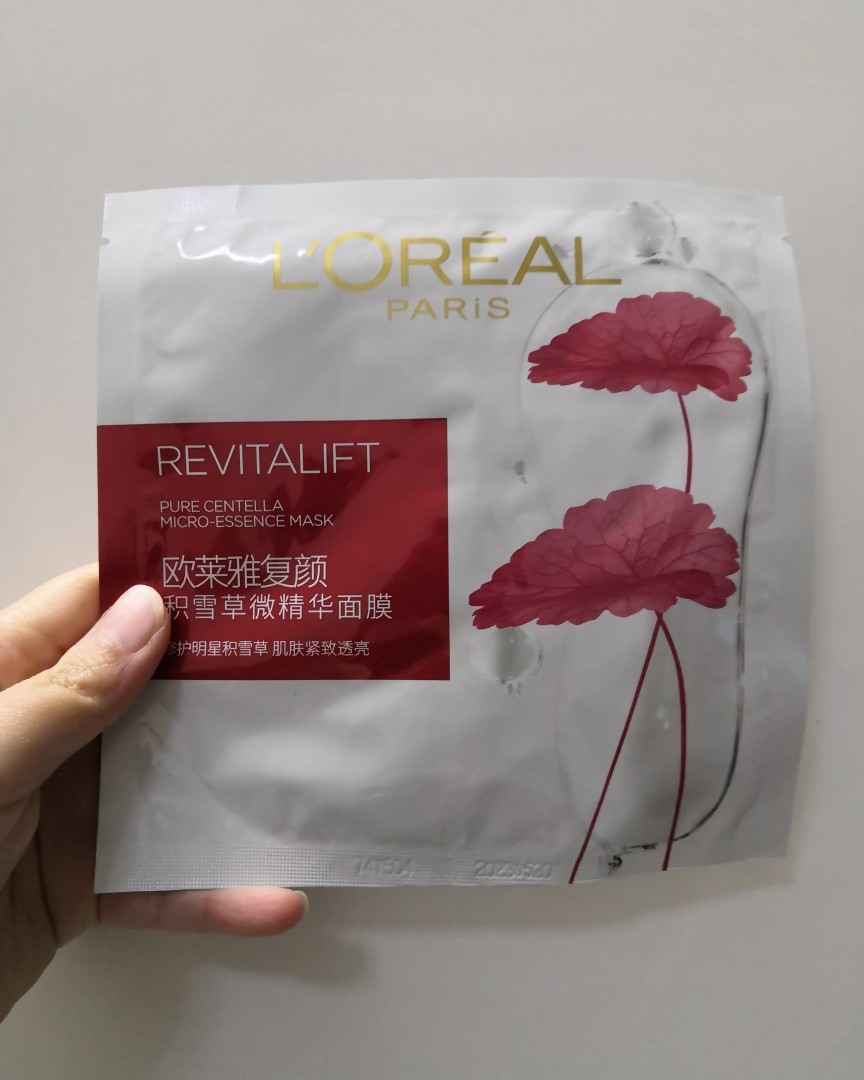 L'ORÉAL
PARiS
REVITALIFT
PURE CENTELLA
MICRO-ESSENCE MASK
欧莱雅复颜
积雪草微精华面膜
护明星积雪草 肌肤紧致透亮
20230520